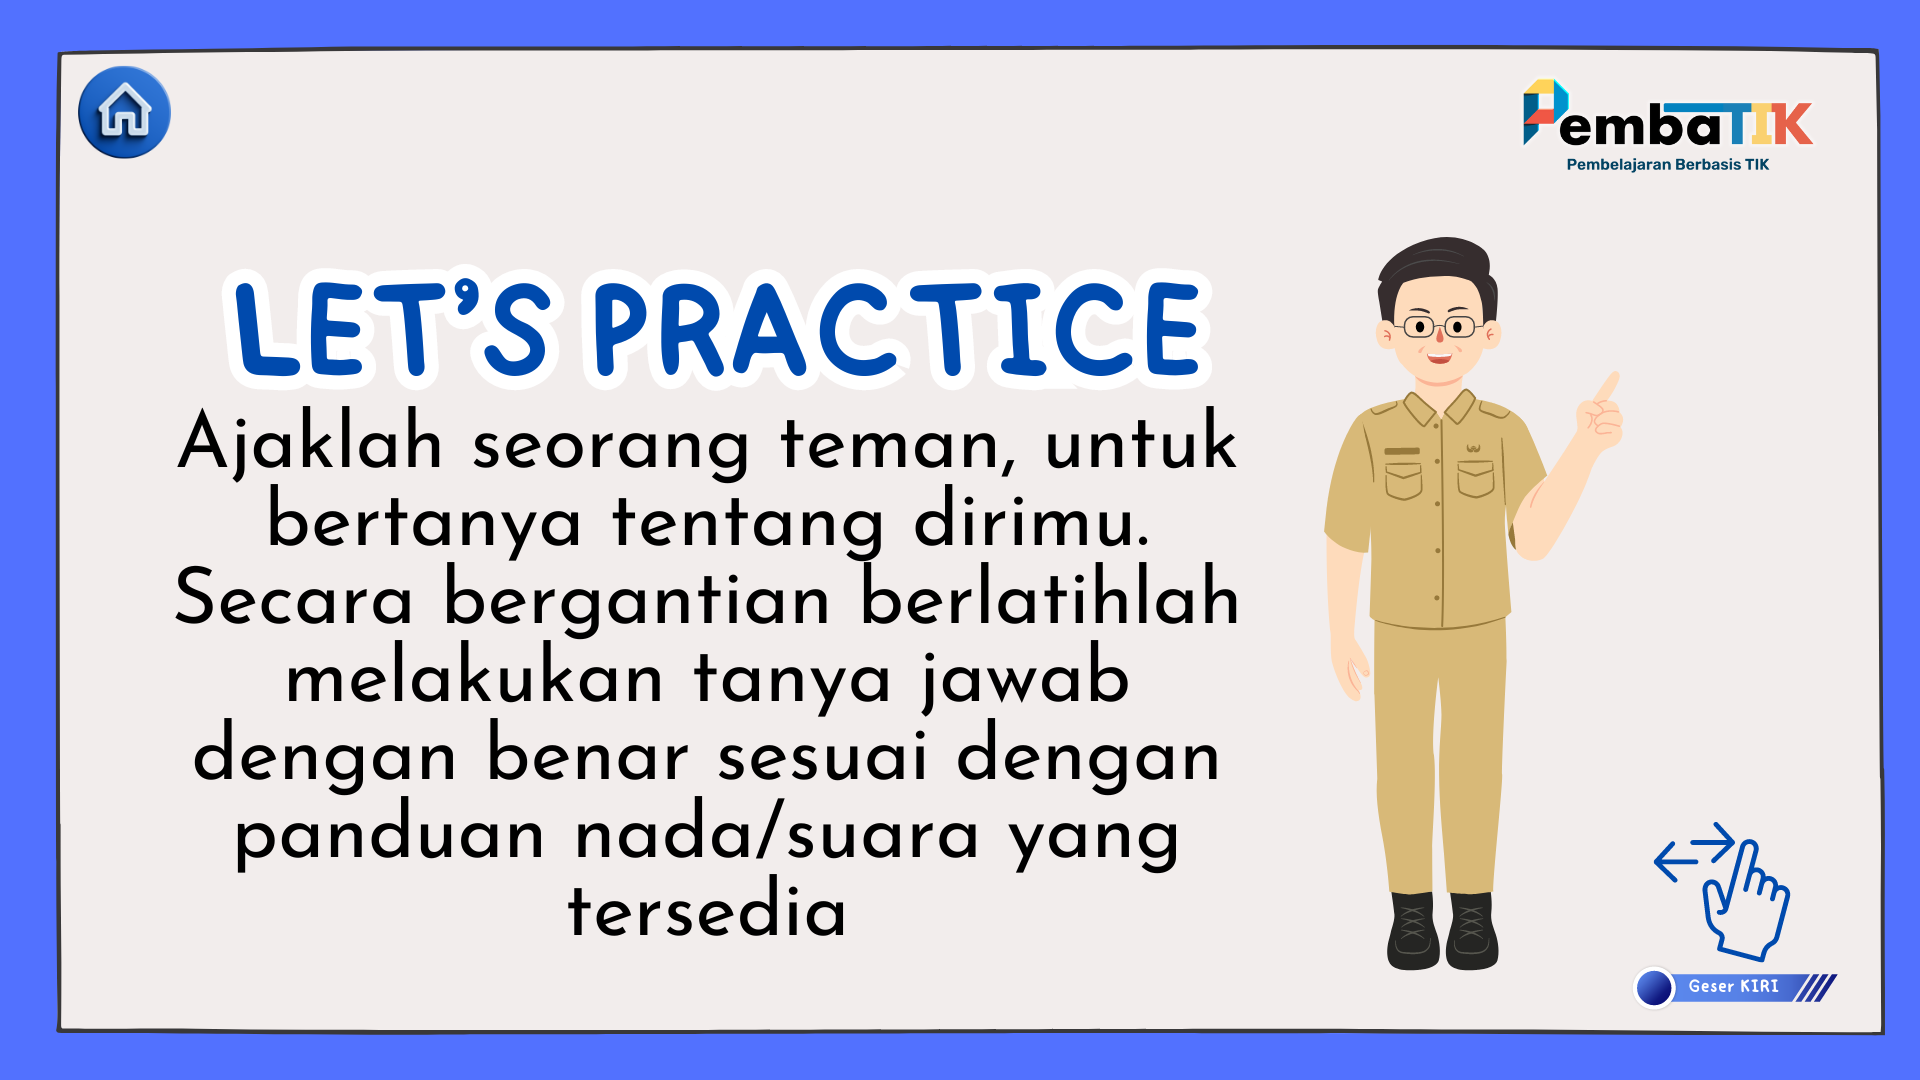 PembaTIK
Pembelajaran Berbasis TIK
LET'S PRACTICE
Ajaklah seorang teman, untuk
bertanya tentang dirimu.
Secara bergantian berlatihlah
melakukan tanya jawab
dengan benar sesuai dengan
panduan nada/suara yang
tersedia
Geser KIRI